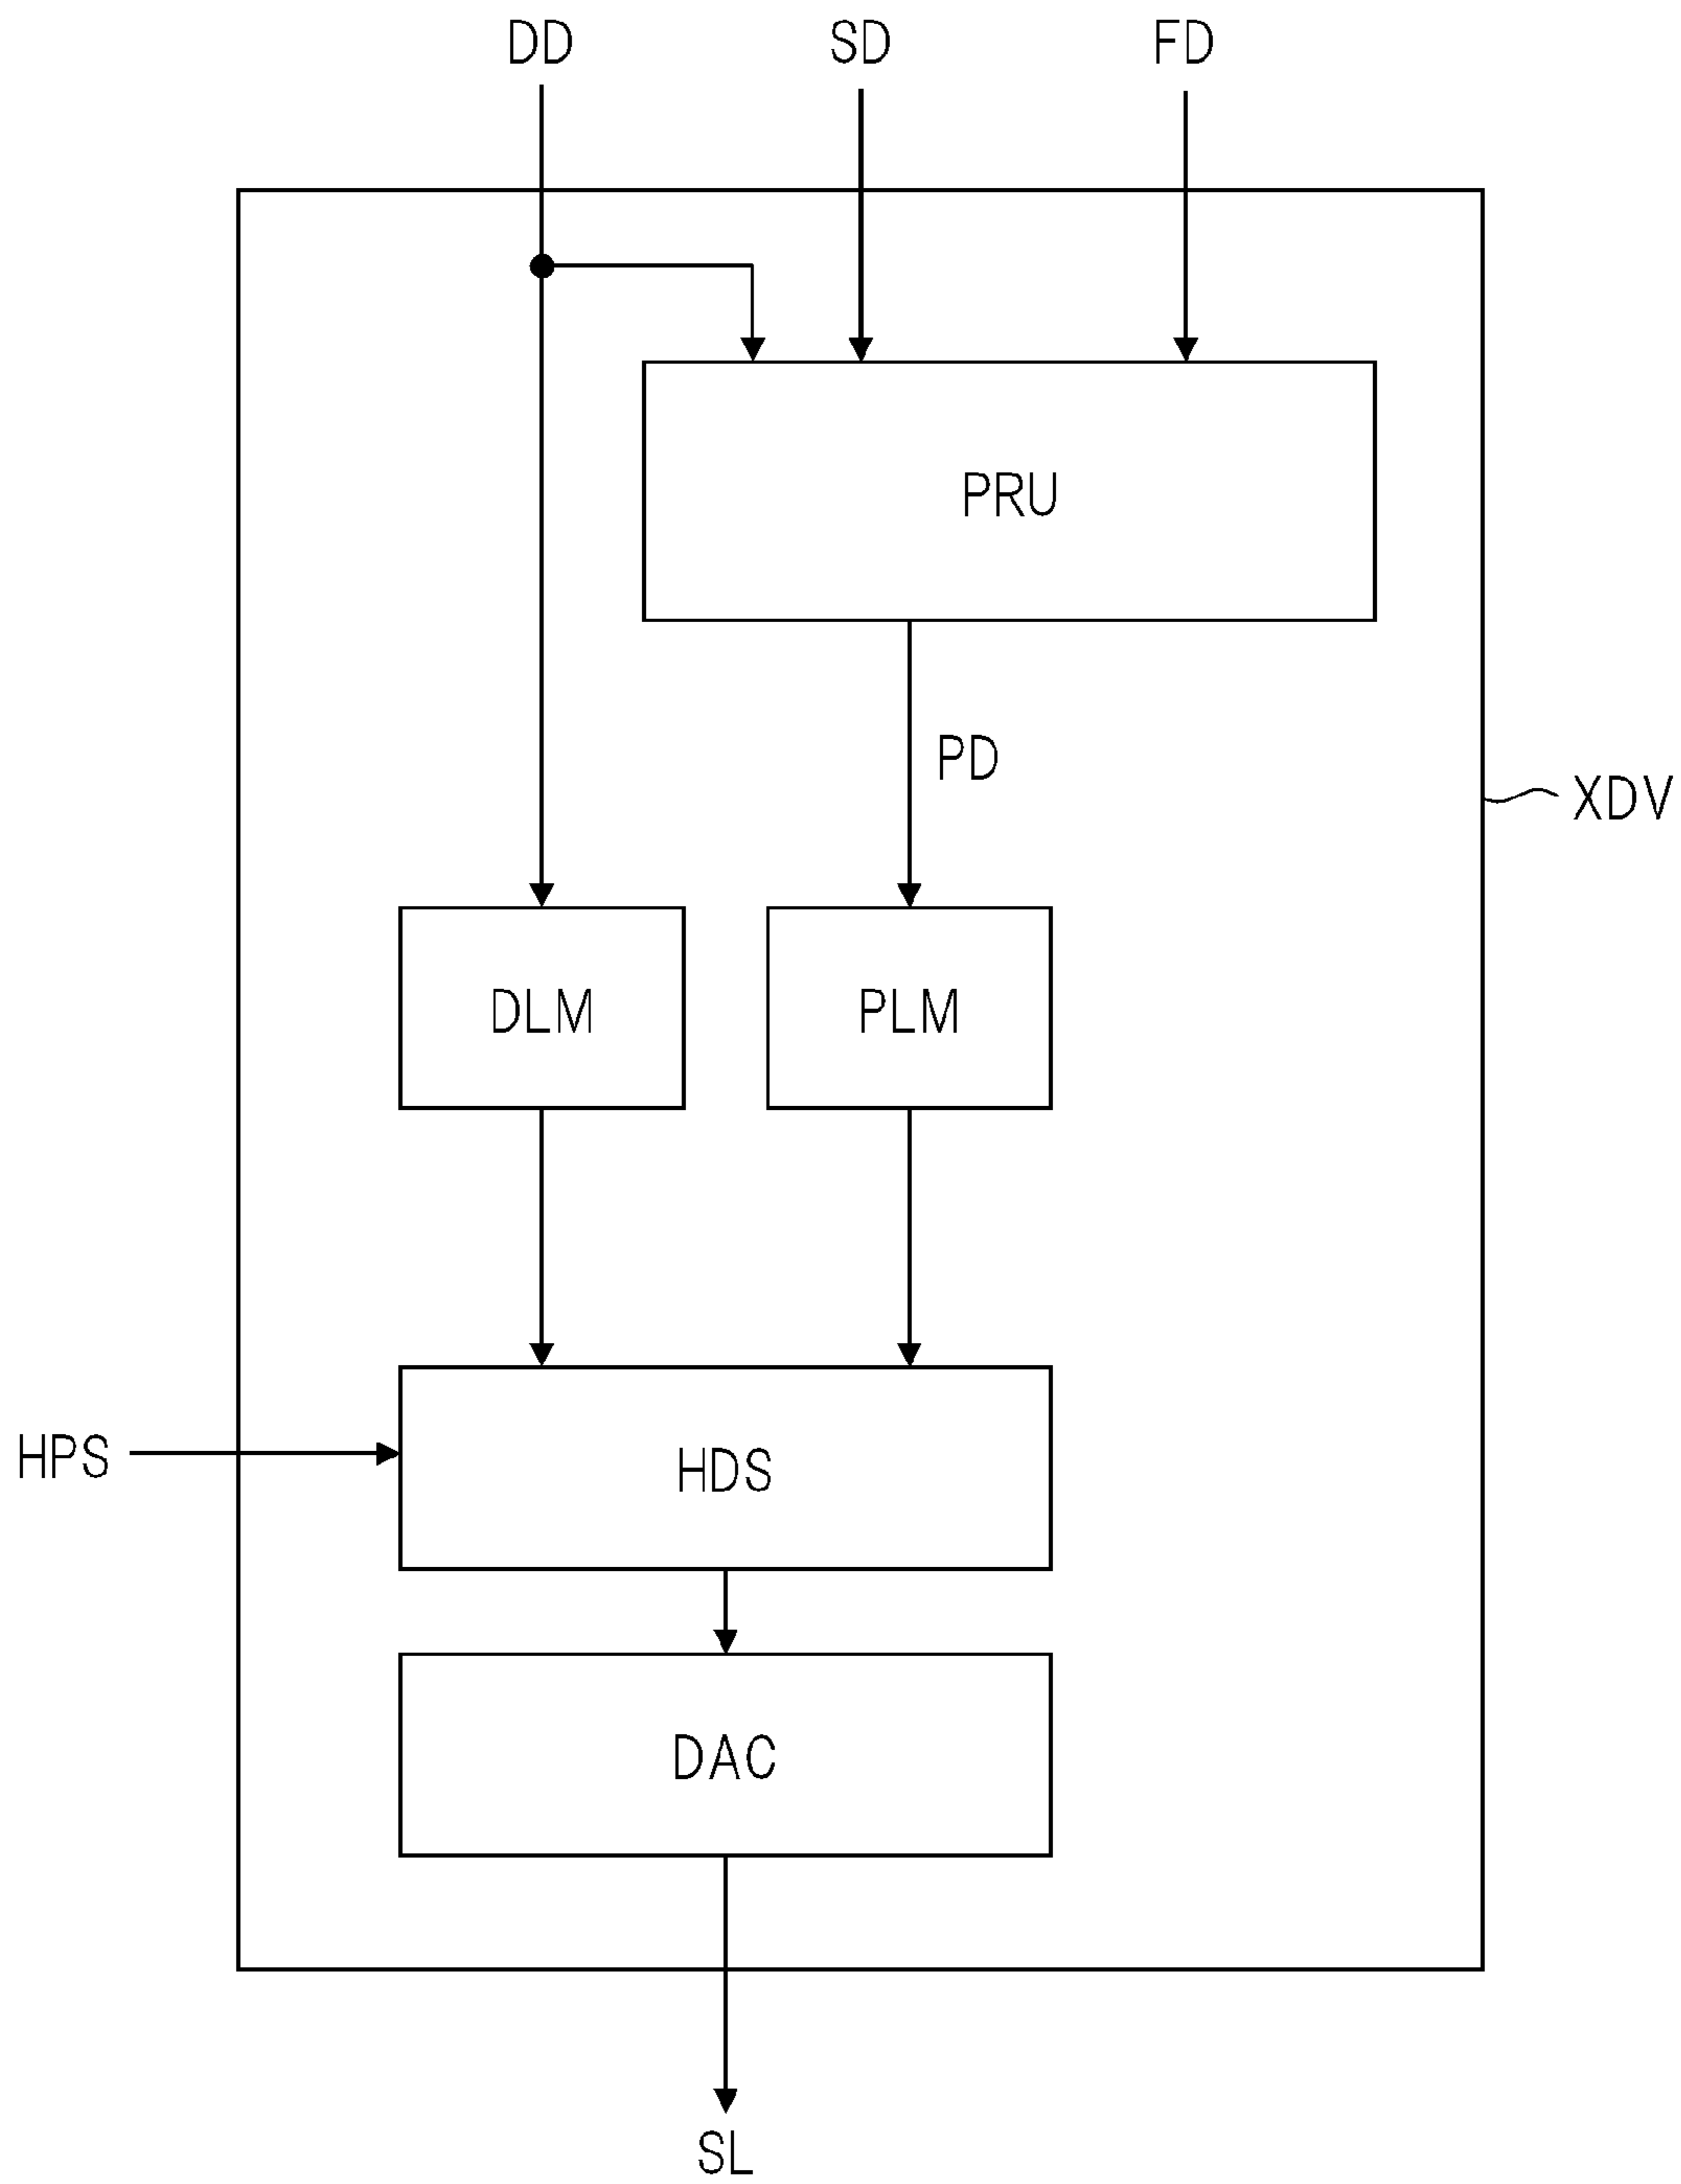 DD SD FD
PRU
PD
XDV
DLM PLM
HPS
HDS
DAC
SL